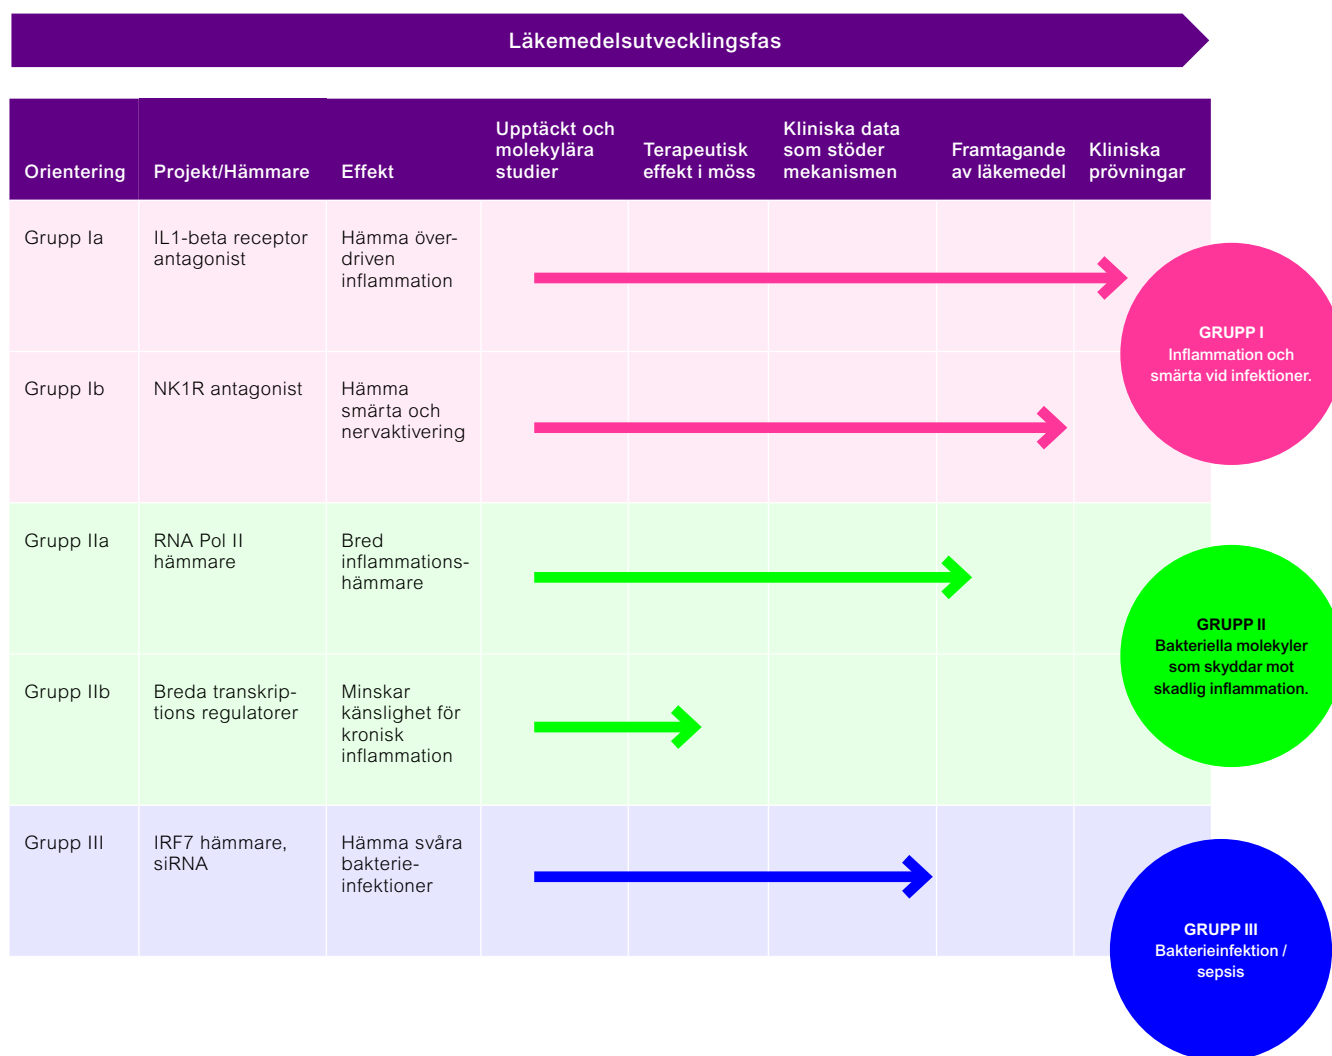 Läkemedelsutvecklingsfas
Orientering
Projekt/Hämmare
Effekt
Upptäckt och
molekylära
studier
Terapeutisk
effekt i möss
Kliniska data
som stöder
mekanismen
Framtagande
av läkemedel
Kliniska
prövningar
Grupp Ia
IL1-beta receptor
antagonist
Hämma över-
driven
inflammation
GRUPP I
Inflammation och
smärta vid infektioner.
Grupp Ib
NK1R antagonist
Hämma
smärta och
nervaktivering
Grupp IIa
RNA Pol II
hämmare
Bred
inflammations-
hämmare
GRUPP II
Bakteriella molekyler
som skyddar mot
skadlig inflammation.
Grupp IIb
Breda transkrip-
tions regulatorer
Minskar
känslighet för
kronisk
inflammation
Grupp III
IRF7 hämmare,
siRNA
Hämma svåra
bakterie-
infektioner
GRUPP III
Bakterieinfektion /
sepsis